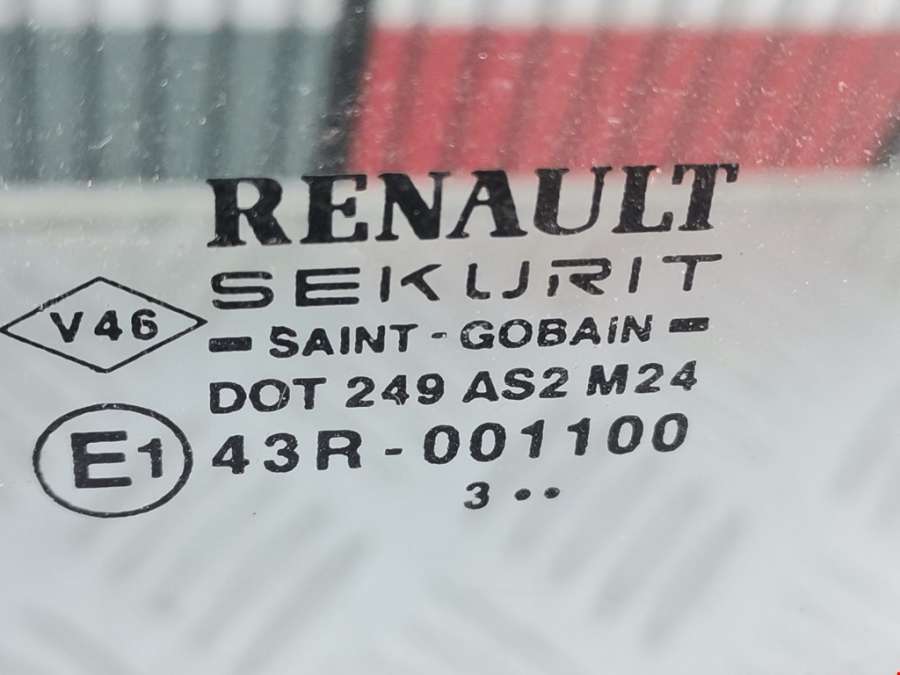 RENAULT
SEKURIT
V46
- SAINT-GOBAIN -
DOT 249 AS2 M24
E1 43R-001100
3 ••